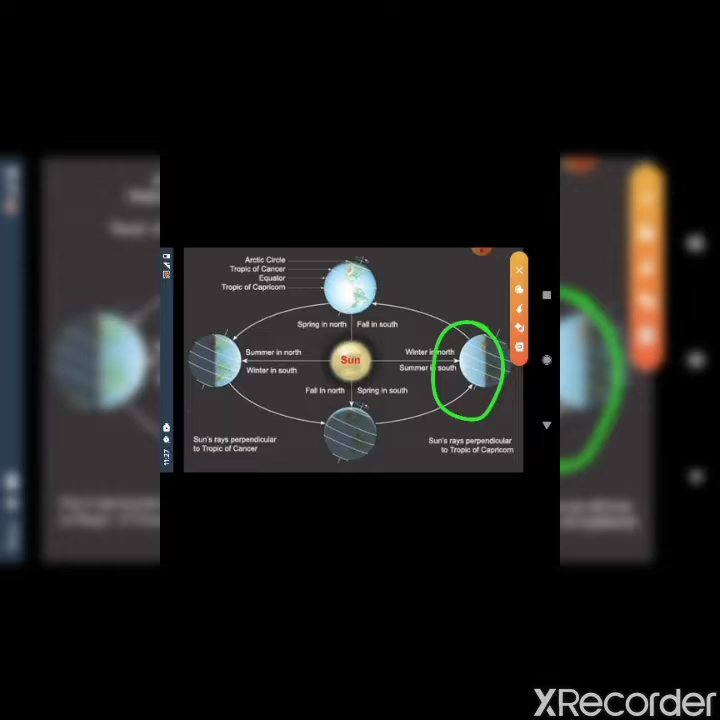 Arctic Circle
Tropic of Cancer
Equator
Tropic of Capricorn
Spring in north Fall in south
Summer in north
Winter in south
Sun
Winter in north
Summer in south
Fall in north Spring in south
Sun's rays perpendicular
to Tropic of Cancer
Sun's rays perpendicular
to Tropic of Capricorn
11:27
XRecorder